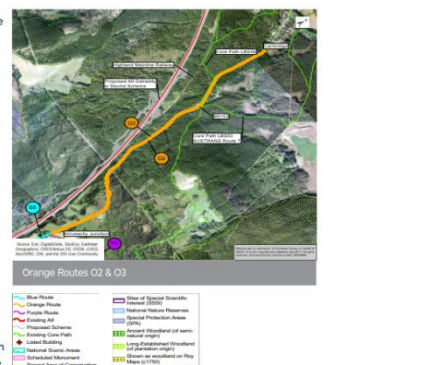 Core Path LBS56
Carrbridge
Highland Mainline Railway
Proposed A9 Dualling
Scheme
O3
B9153
O2
Core Path LBS53
SUSTRANS Route 7
Kinveachy Junction
Source: Esri, DigitalGlobe, GeoEye, Earthstar
Geographics, CNES/Airbus DS, USDA, USGS,
AeroGRID, IGN, and the GIS User Community
Orange Routes O2 & O3
Blue Route
Orange Route
Purple Route
Existing A9
Proposed Scheme
Existing Core Path
Listed Building
National Scenic Areas
Scheduled Monument
Sites of Special Scientific
Interest (SSSI)
National Nature Reserves
Special Protection Areas
(SPA)
Ancient Woodland (of semi-
natural origin)
Long-Established Woodland
(of plantation origin)
Shown as woodland on Roy
Maps (c1750)